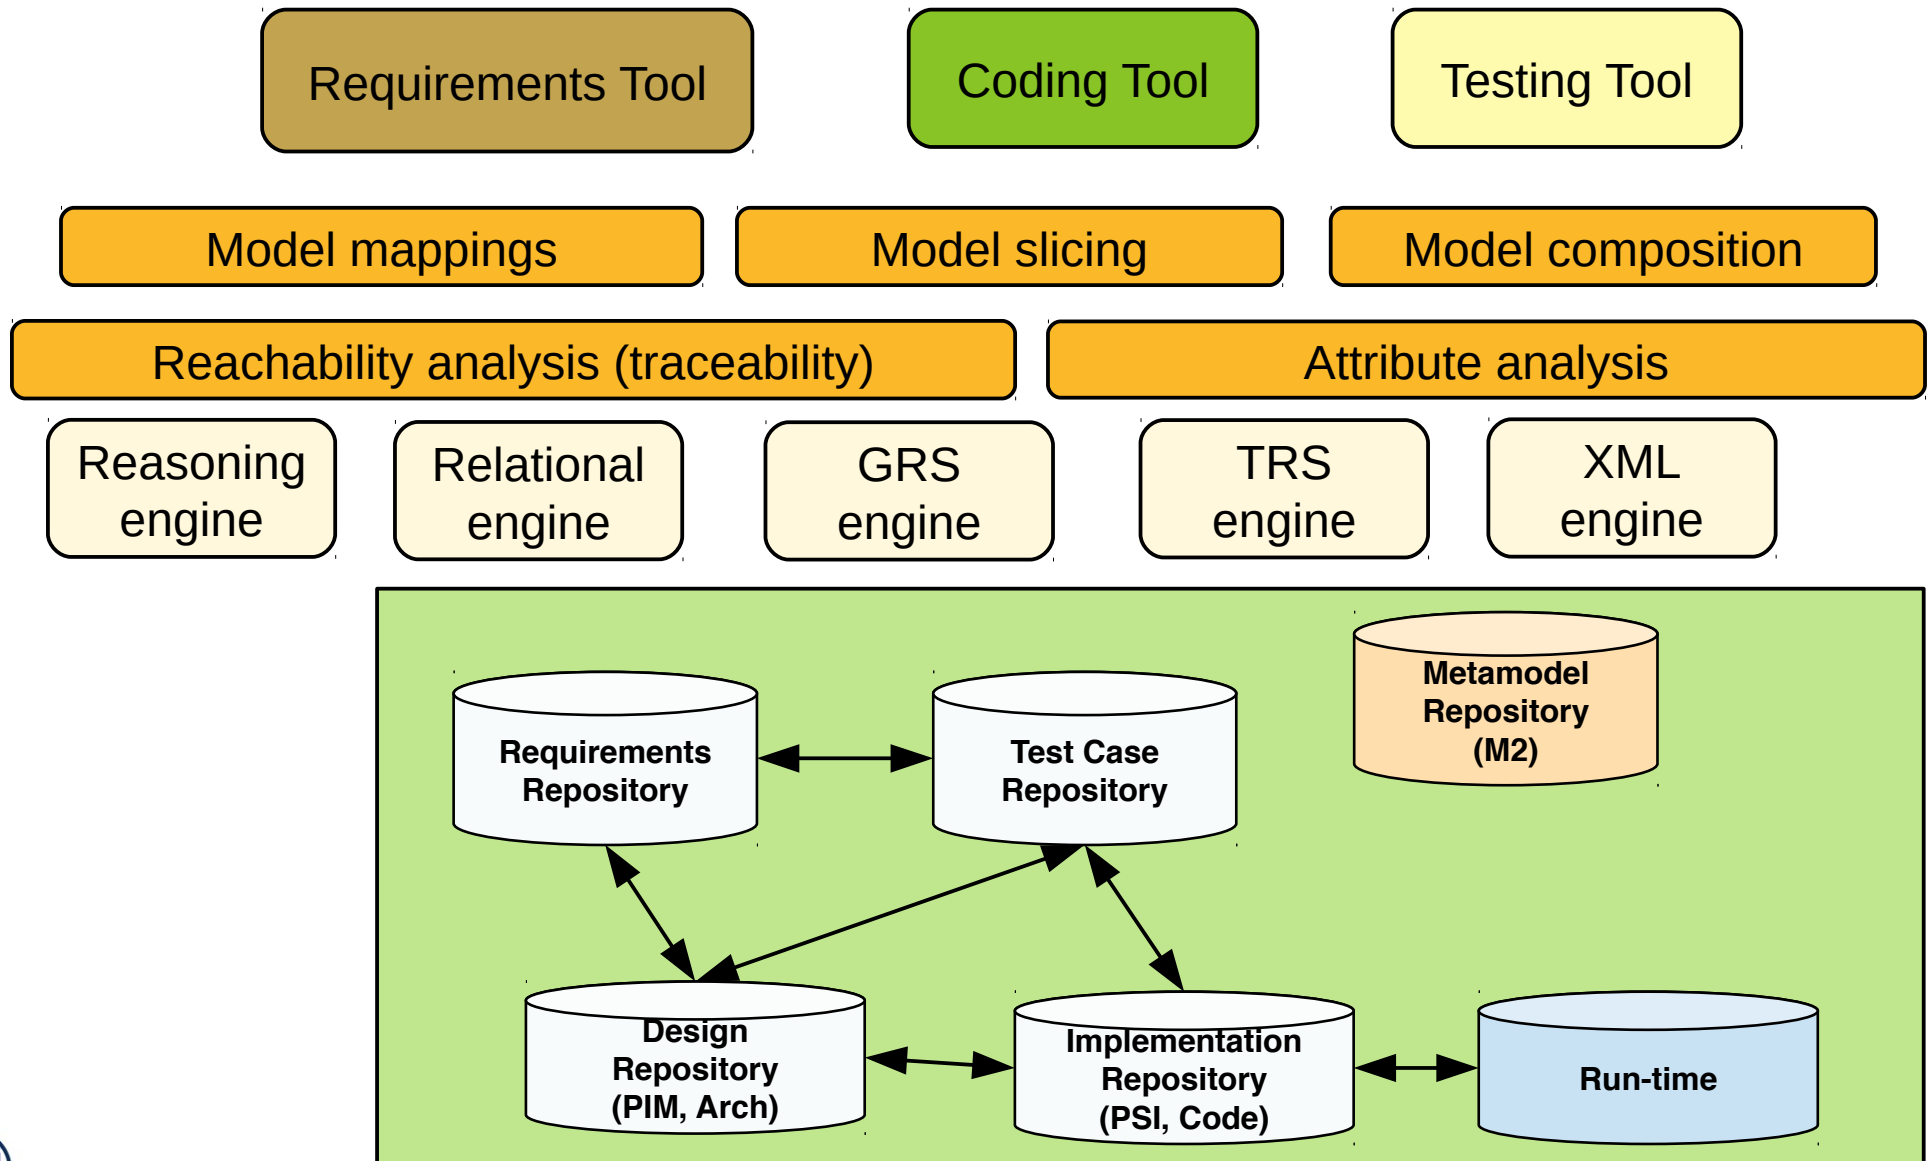 Requirements Tool
Coding Tool
Testing Tool
Model mappings
Model slicing
Model composition
Reachability analysis (traceability)
Attribute analysis
Reasoning
engine
Relational
engine
GRS
engine
TRS
engine
XML
engine
Metamodel
Repository
(M2)
Requirements
Repository
Test Case
Repository
Design
Repository
(PIM, Arch)
Implementation
Repository
(PSI, Code)
Run-time